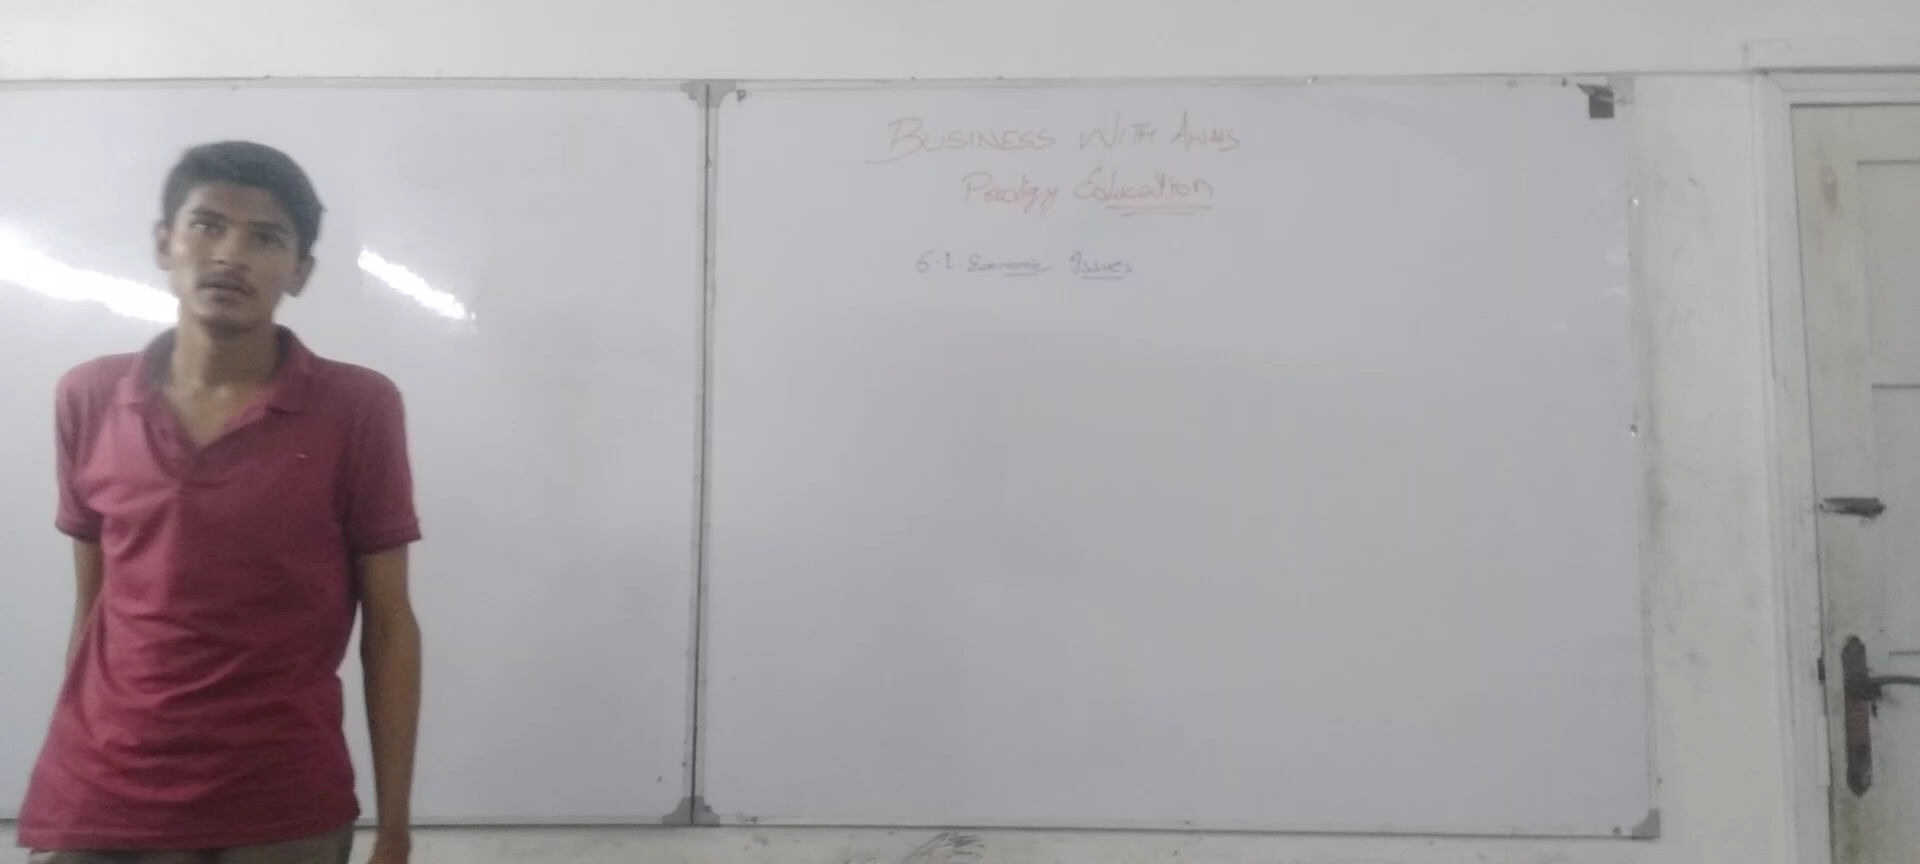 BUSINESS WITH AWAIS
Prodigy Education
6.1 Economic Issues